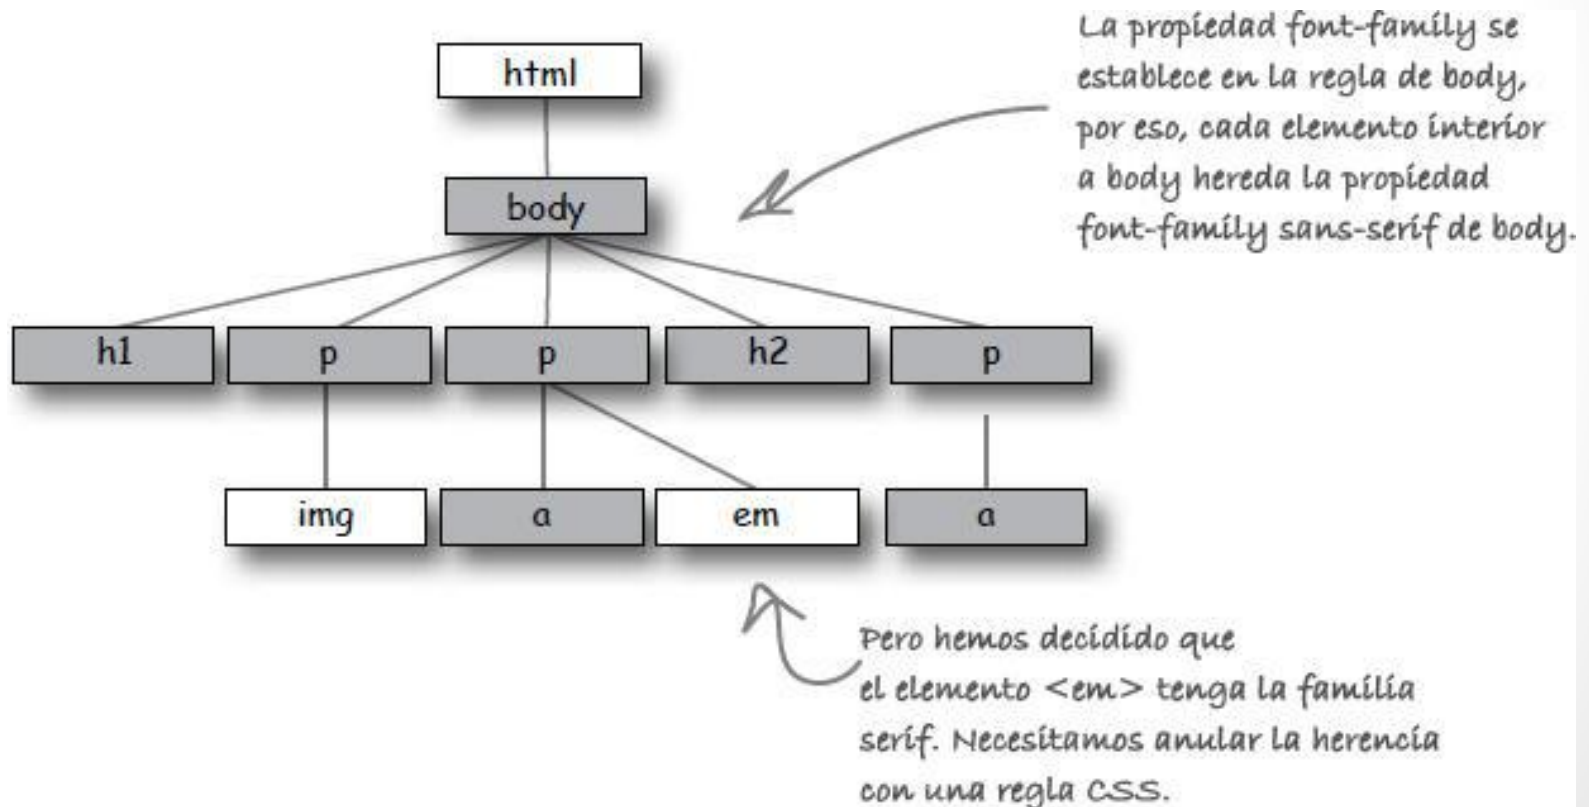 La propiedad font-family se
establece en la regla de body,
por eso, cada elemento interior
a body hereda la propiedad
font-family sans-serif de body.
html
body
h1
p
p
h2
p
img
a
em
a
Pero hemos decidido que
el elemento <em> tenga la familia
serif. Necesitamos anular la herencia
con una regla CSS.